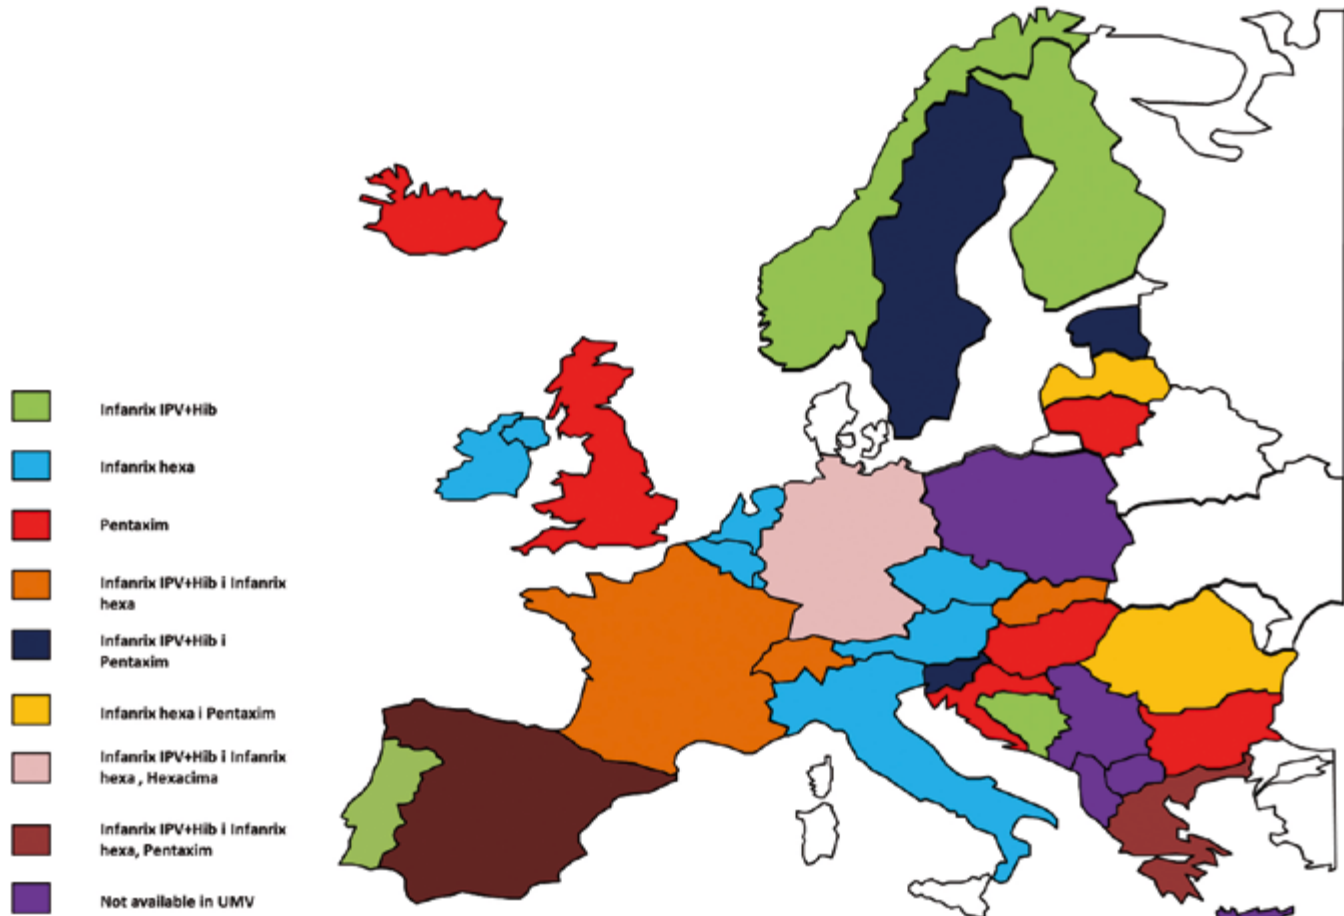 Infanrix IPV+Hib
Infanrix hexa
Pentaxim
Infanrix IPV+Hib i Infanrix
hexa
Infanrix IPV+Hib i
Pentaxim
Infanrix hexa i Pentaxim
Infanrix IPV+Hib i Infanrix
hexa , Hexacima
Infanrix IPV+Hib i Infanrix
hexa, Pentaxim
Not available in UMV